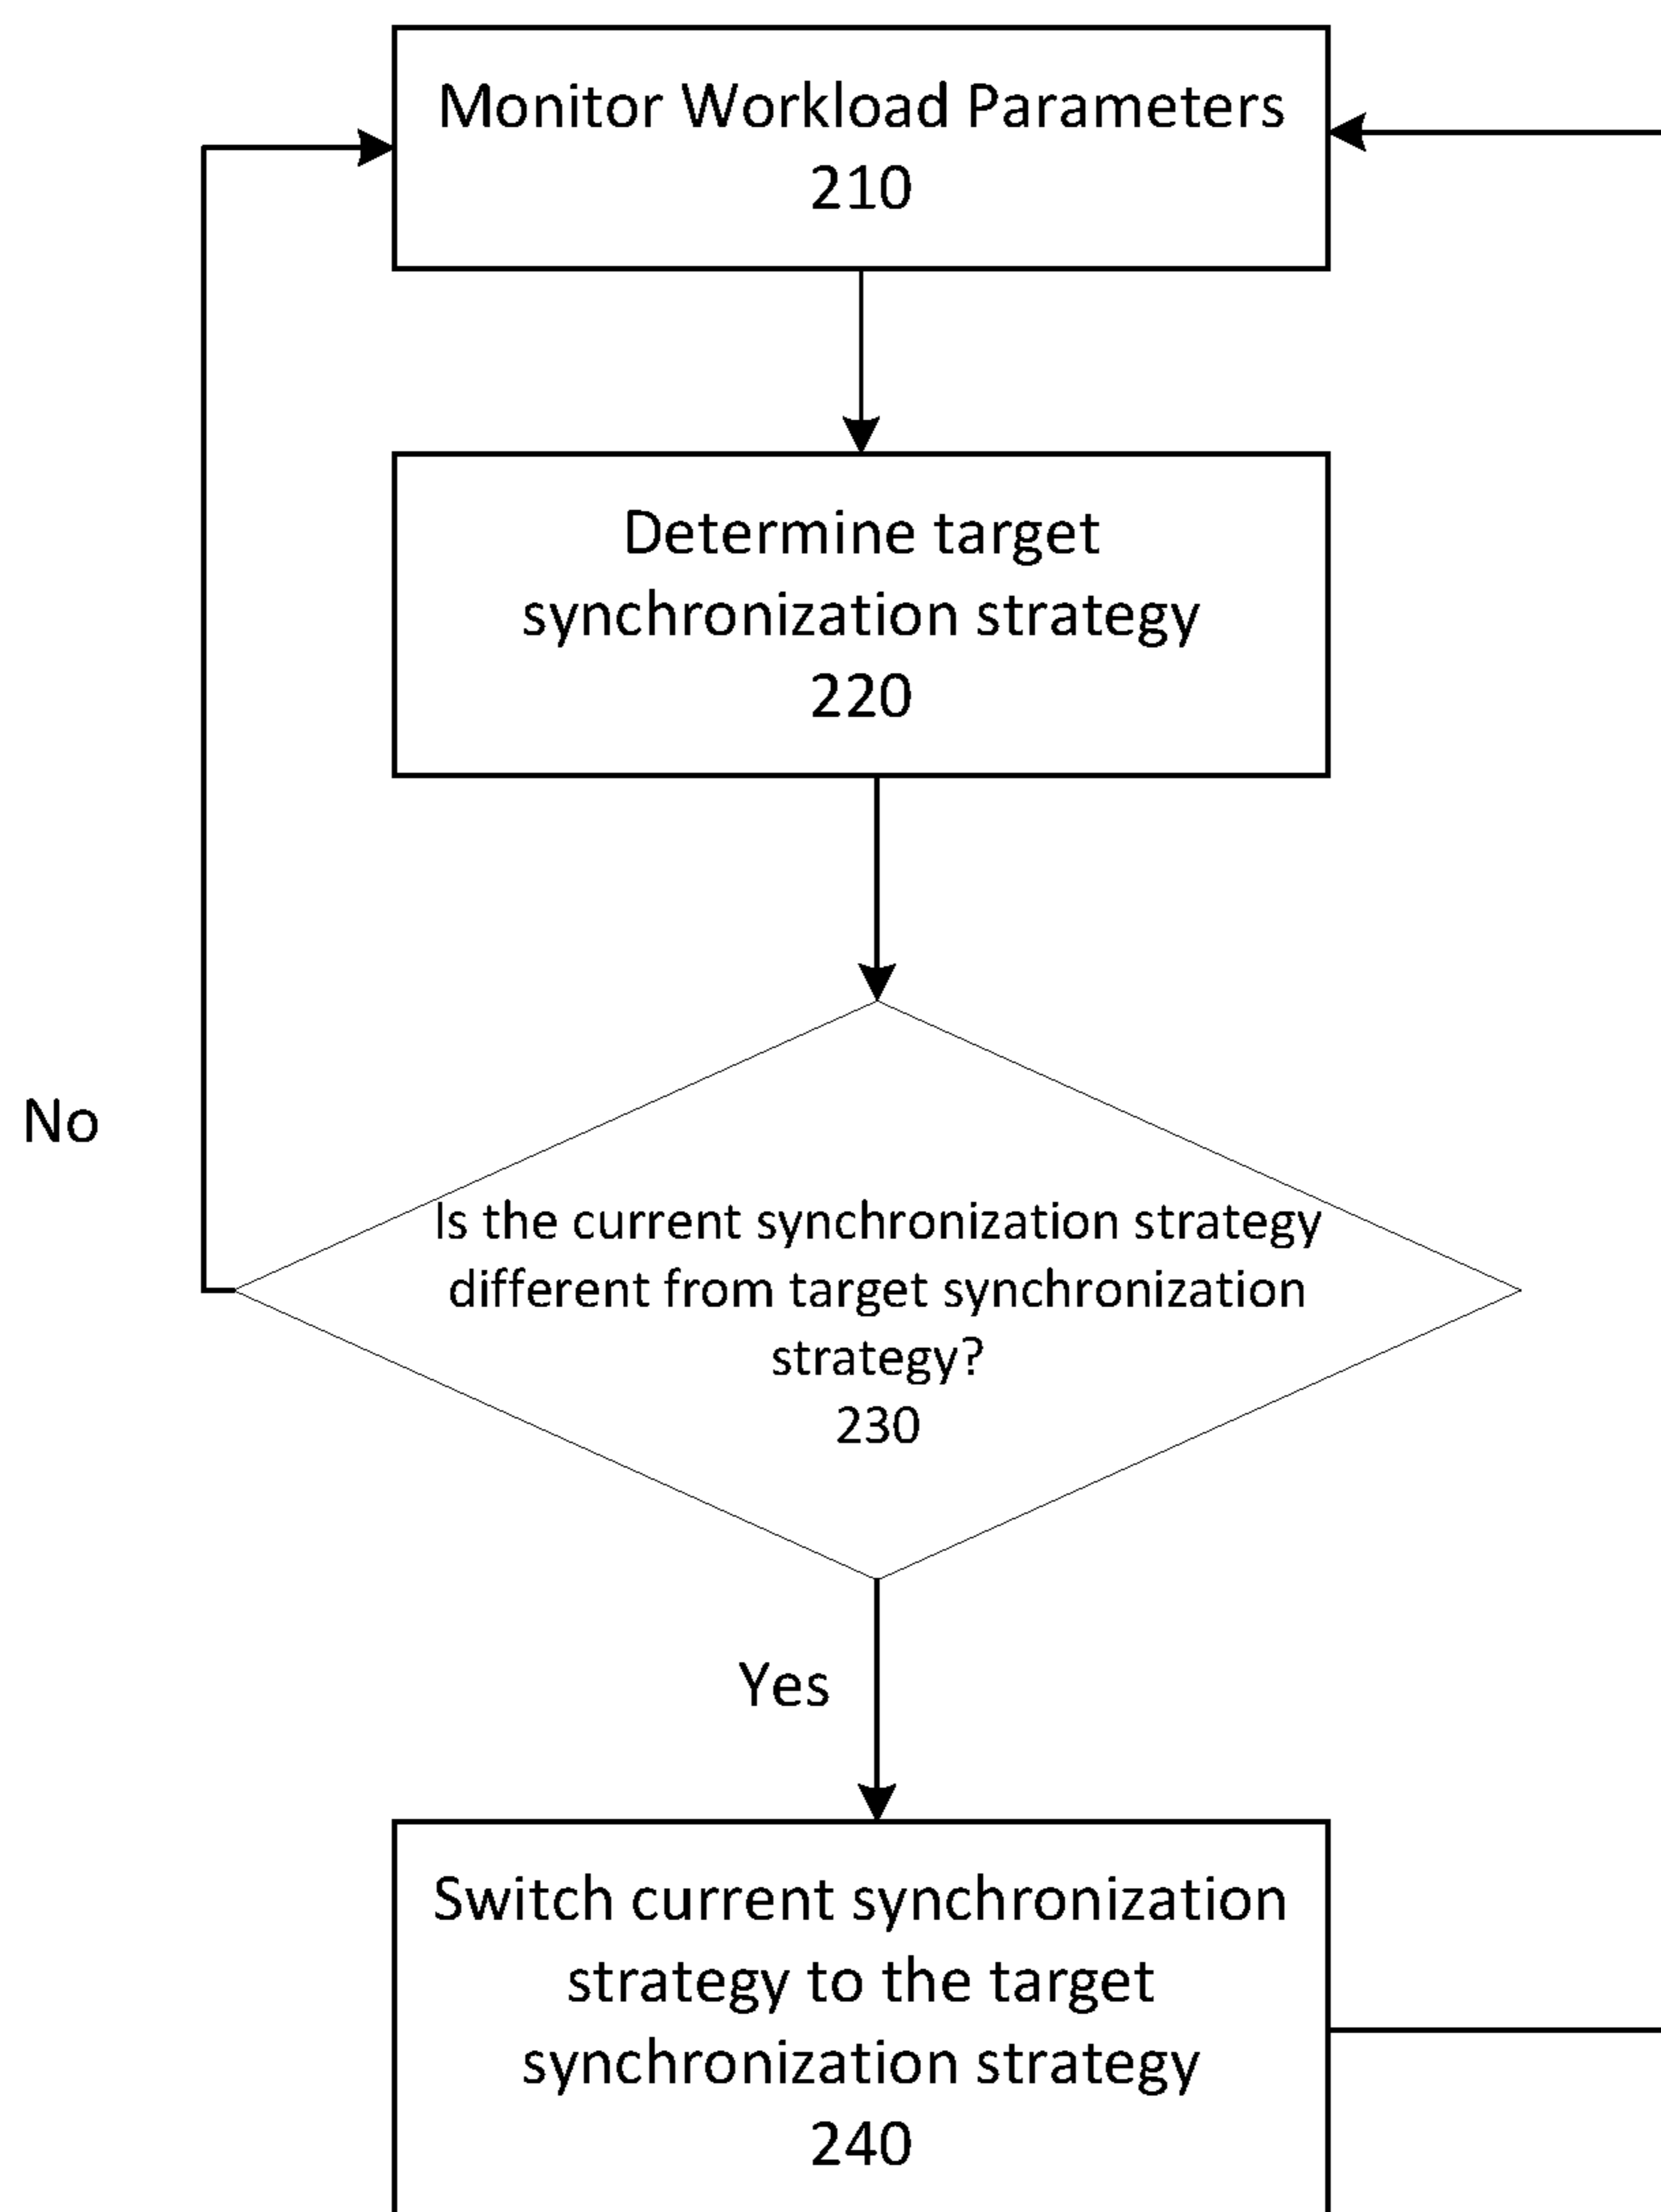 Monitor Workload Parameters
210
Determine target
synchronization strategy
220
No
Is the current synchronization strategy
different from target synchronization
strategy?
230
Yes
Switch current synchronization
strategy to the target
synchronization strategy
240